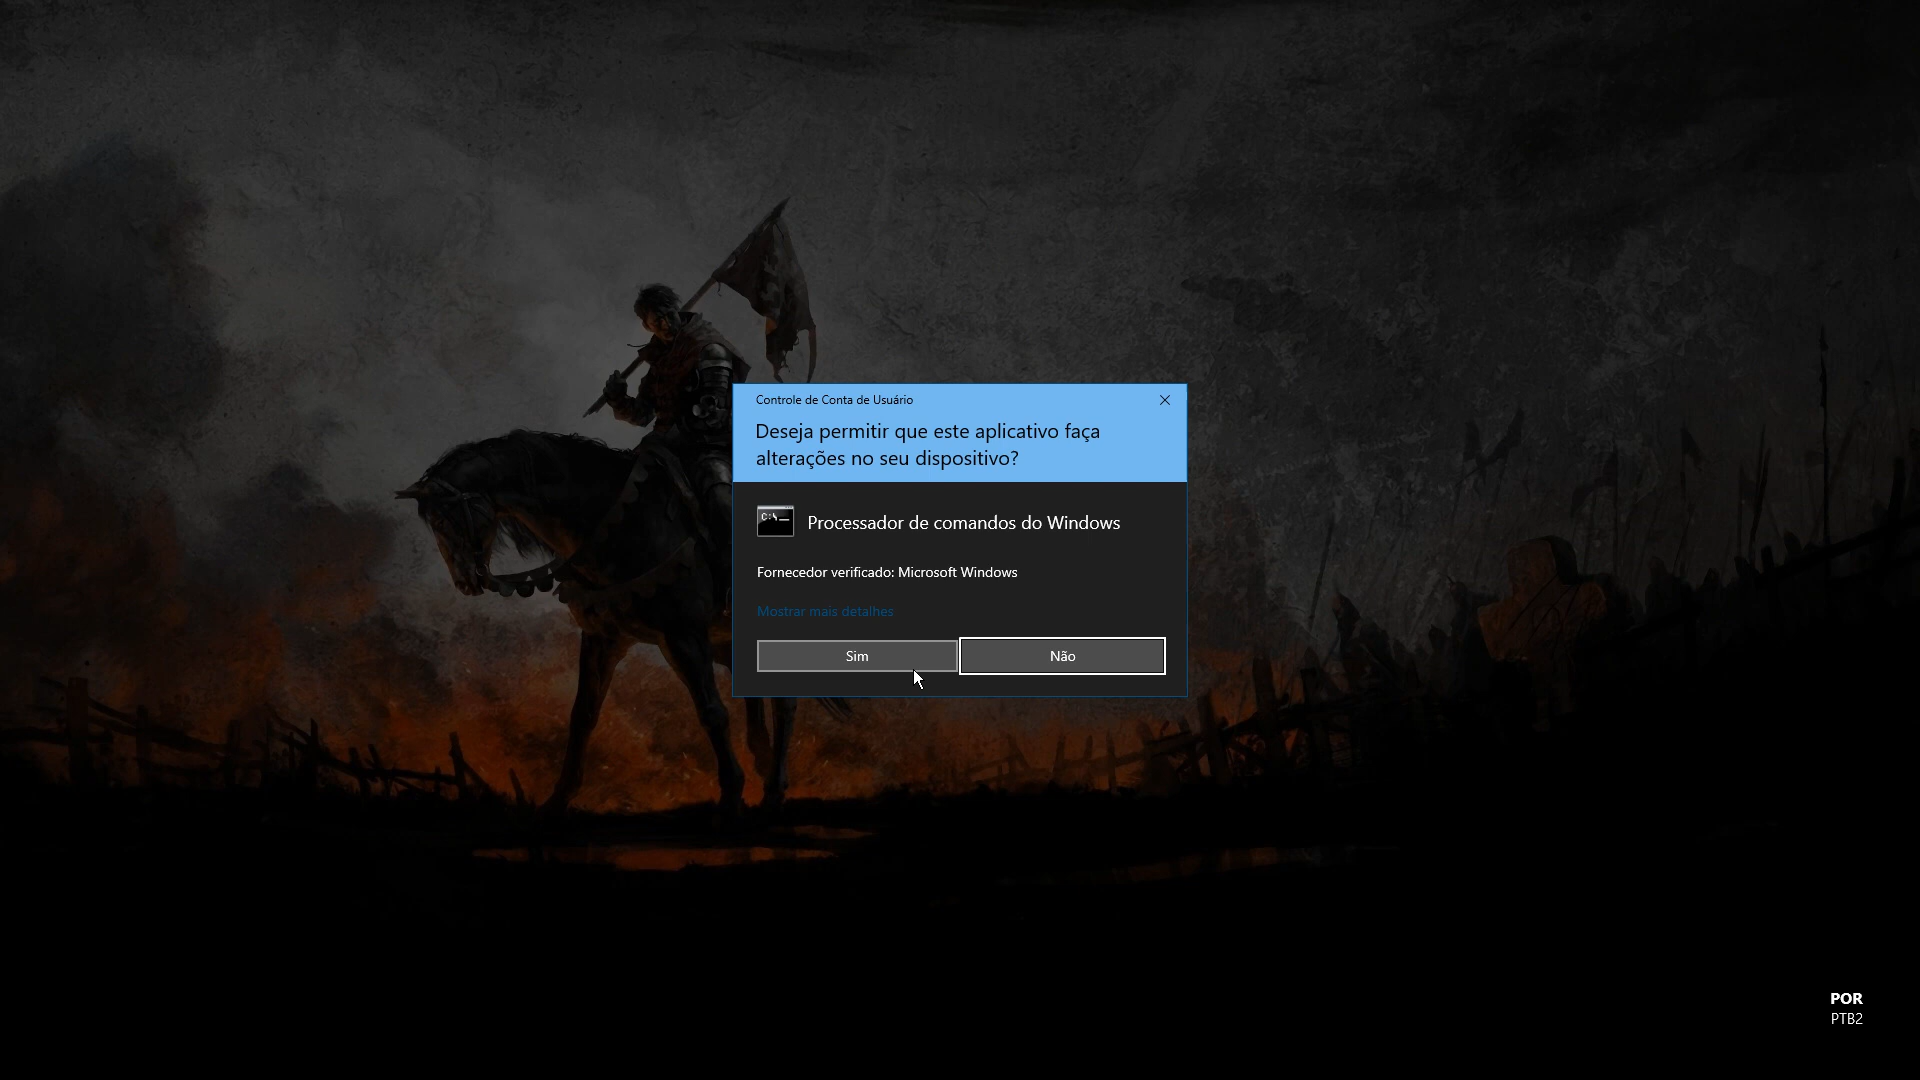 Controle de Conta de Usuário
Deseja permitir que este aplicativo faça
alterações no seu dispositivo?
C:\_
Processador de comandos do Windows
Fornecedor verificado: Microsoft Windows
Mostrar mais detalhes
Sim
Não
POR
PTB2